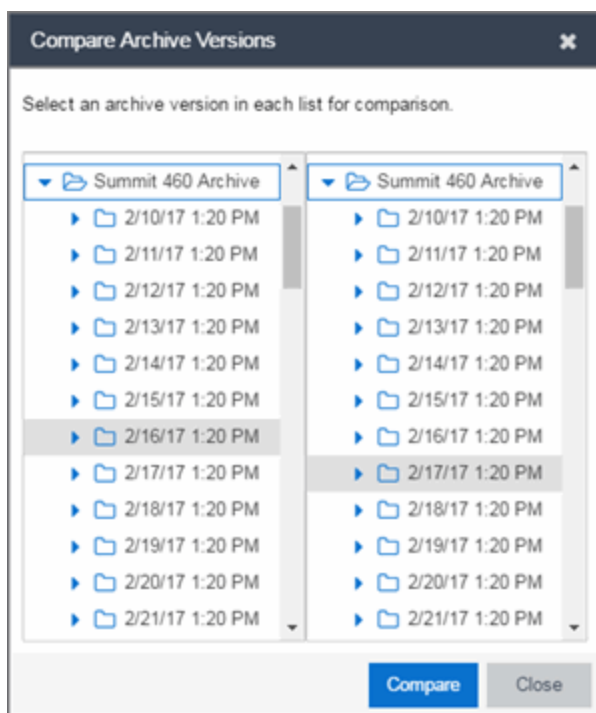 Compare Archive Versions
Select an archive version in each list for comparison.
Summit 460 Archive
2/10/17 1:20 PM
2/11/17 1:20 PM
2/12/17 1:20 PM
2/13/17 1:20 PM
2/14/17 1:20 PM
2/15/17 1:20 PM
2/16/17 1:20 PM
2/17/17 1:20 PM
2/18/17 1:20 PM
2/19/17 1:20 PM
2/20/17 1:20 PM
2/21/17 1:20 PM
Summit 460 Archive
2/10/17 1:20 PM
2/11/17 1:20 PM
2/12/17 1:20 PM
2/13/17 1:20 PM
2/14/17 1:20 PM
2/15/17 1:20 PM
2/16/17 1:20 PM
2/17/17 1:20 PM
2/18/17 1:20 PM
2/19/17 1:20 PM
2/20/17 1:20 PM
2/21/17 1:20 PM
Compare
Close